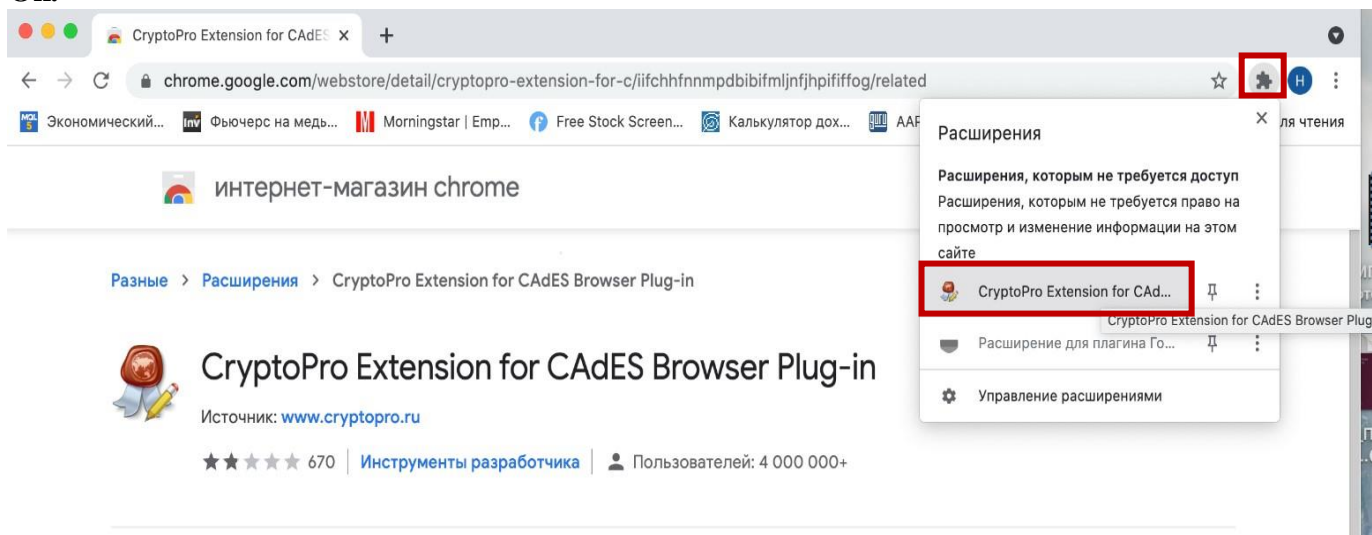 Ок.
CryptoPro Extension for CAdES
chrome.google.com/webstore/detail/cryptopro-extension-for-c/iifchhfnnmpdbibifmljnfjhpififfog/related
H
MQL5 Экономический... Inv Фьючерс на медь... Morningstar | Emp... Free Stock Screen... Калькулятор дох... guru AAP
ля чтения
Расширения
интернет-магазин chrome
Расширения, которым не требуется доступ
Расширения, которым не требуется право на
просмотр и изменение информации на этом
сайте
Разные > Расширения > CryptoPro Extension for CAdES Browser Plug-in
CryptoPro Extension for CAd...
CryptoPro Extension for CAdES Browser Plug
Расширение для плагина Го...
Управление расширениями
CryptoPro Extension for CAdES Browser Plug-in
Источник: www.cryptopro.ru
670 | Инструменты разработчика | Пользователей: 4 000 000+